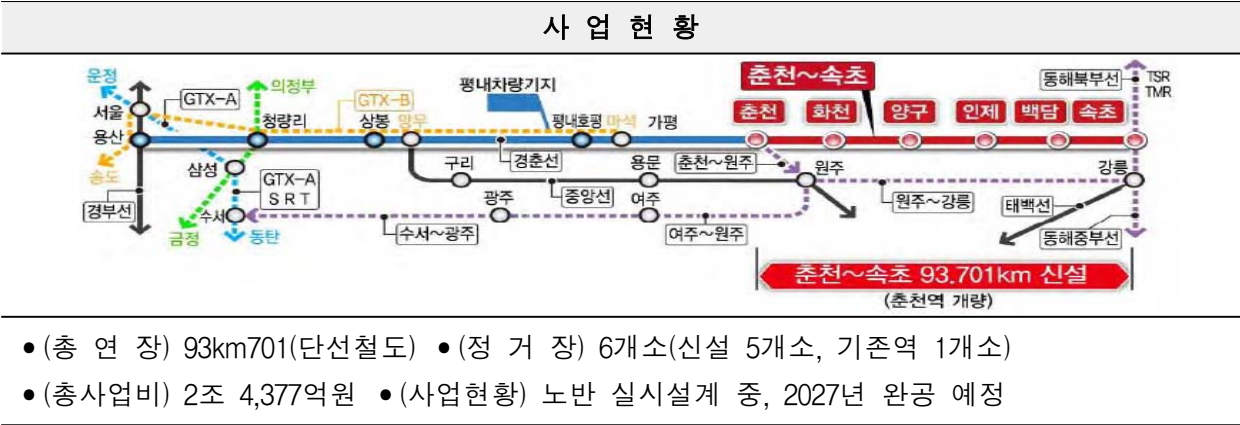 사 업 현 황
춘천~속초
운정
의정부
평내차량기지
동해북부선
TSR
TMR
GTX-A
GTX-B
서울
청량리
상봉
망우
평내호평
마석
가평
춘천
화천
양구
인제
백담
속초
용산
송도
삼성
구리
경춘선
용문
춘천~원주
원주
강릉
GTX-A
SRT
경부선
수서
광주
중앙선
여주
원주~강릉
태백선
금정
동탄
수서~광주
여주~원주
동해중부선
춘천~속초 93.701km 신설
(춘천역 개량)
• (총 연 장) 93km701(단선철도) • (정 거 장) 6개소(신설 5개소, 기존역 1개소)
• (총사업비) 2조 4,377억원 • (사업현황) 노반 실시설계 중, 2027년 완공 예정